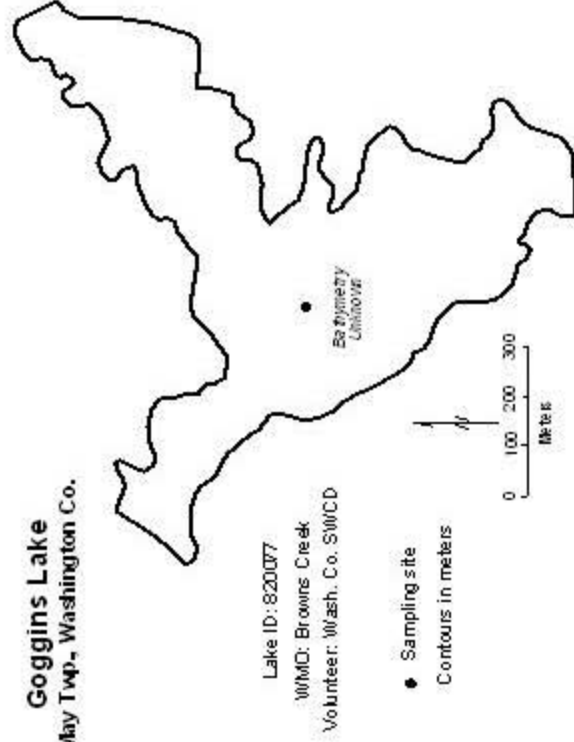 Goggins Lake
May Twp., Washington Co.
Lake ID: 820077
WMO: Browns Creek
Volunteer: Wash. Co. SWCD
Sampling site
Contours in meters
Bathymetry
Unknown
0 100 200 300
Meters
N